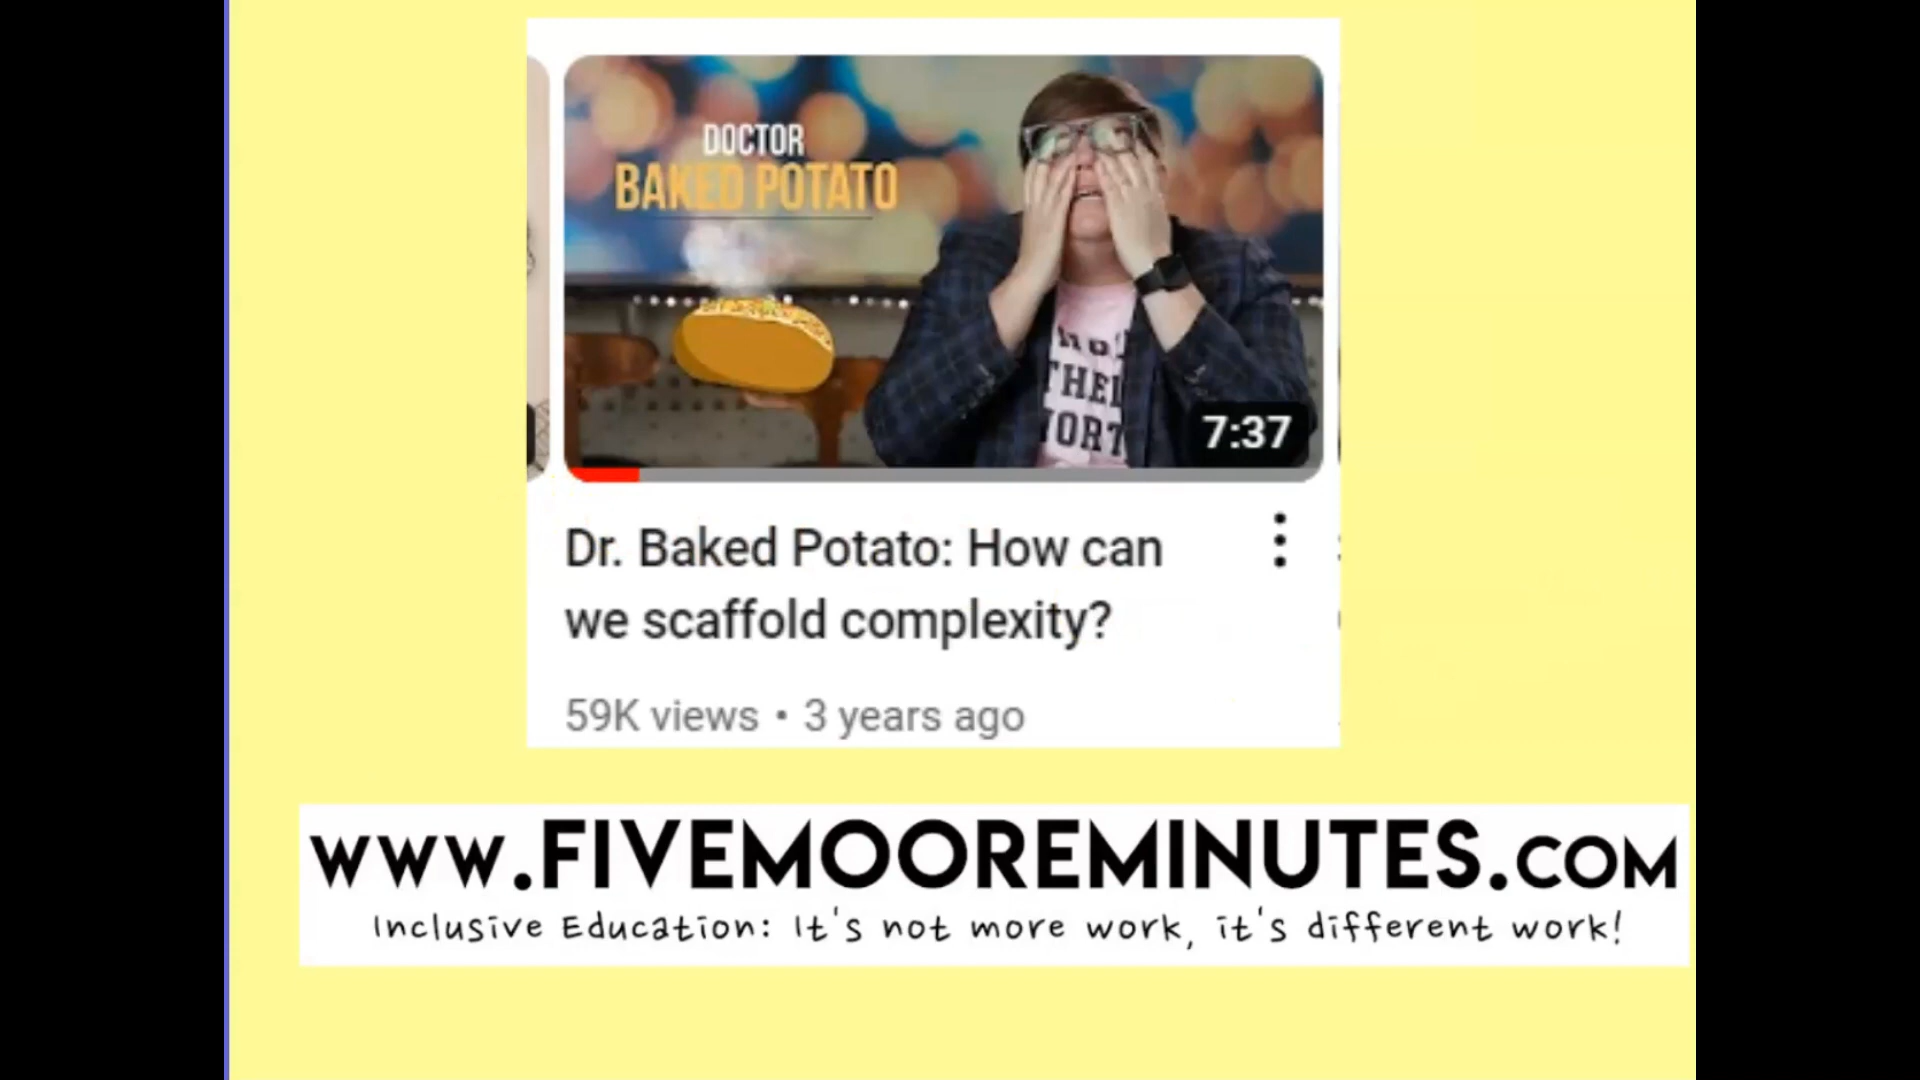 DOCTOR
BAKED POTATO
THEI
7:37
Dr. Baked Potato: How can
we scaffold complexity?
59K views • 3 years ago
www.FIVEMOOREMINUTES.COM
Inclusive Education: It's not more work, it's different work!